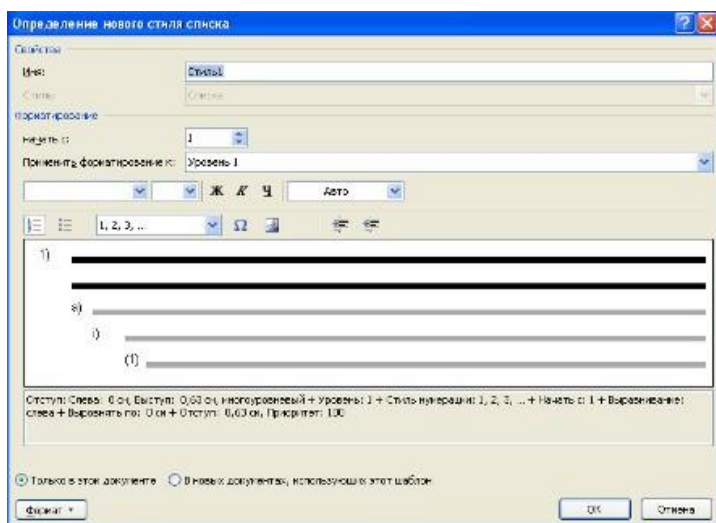 Определение нового стиля списка
Свойства
Имя: Стиль1
Стиль: Списка
Форматирование
Начать с: 1
Применить форматирование к: Уровень 1
Ж К Ч Авто
1, 2, 3, ... Ω
1)
a)
i)
(1)
Отступ: Слева: 0 см, Выступ: 0,63 см, многоуровневый + Уровень: 1 + Стиль нумерации: 1, 2, 3, ... + Начать с: 1 + Выравнивание:
слева + Выровнять по: 0 см + Отступ: 0,63 см, Приоритет: 100
Только в этом документе В новых документах, использующих этот шаблон
Формат ОК Отмена